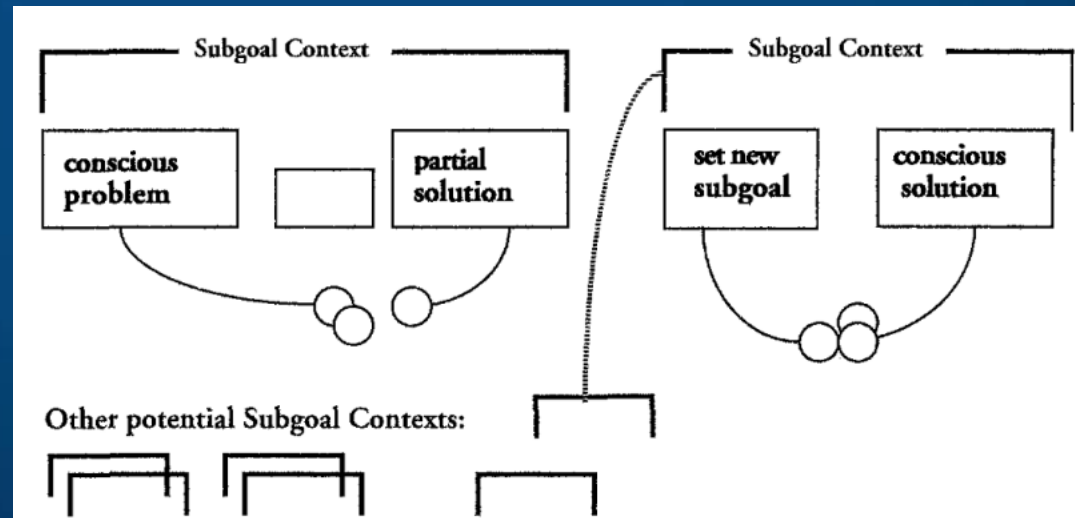 Subgoal Context
Subgoal Context
conscious
problem
partial
solution
set new
subgoal
conscious
solution
Other potential Subgoal Contexts: